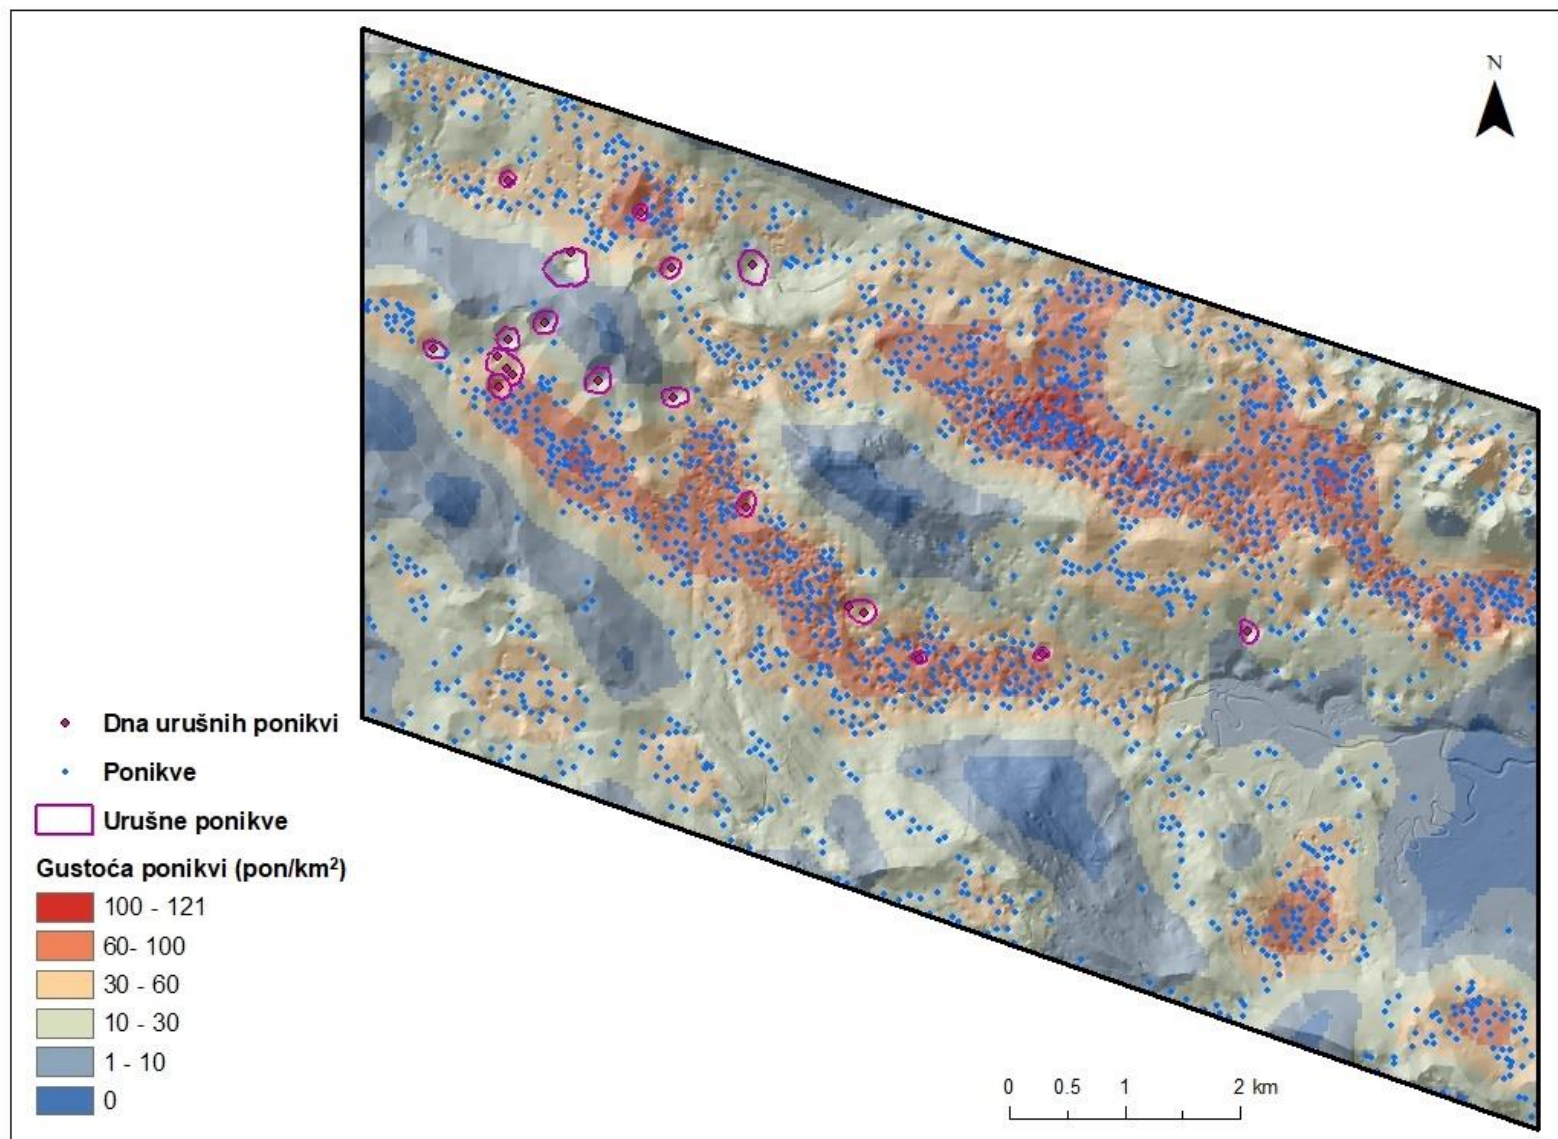 N
Dna urušnih ponikvi
Ponikve
Urušne ponikve
Gustoća ponikvi (pon/km²)
100 - 121
60- 100
30 - 60
10 - 30
1 - 10
0
0 0.5 1 2 km